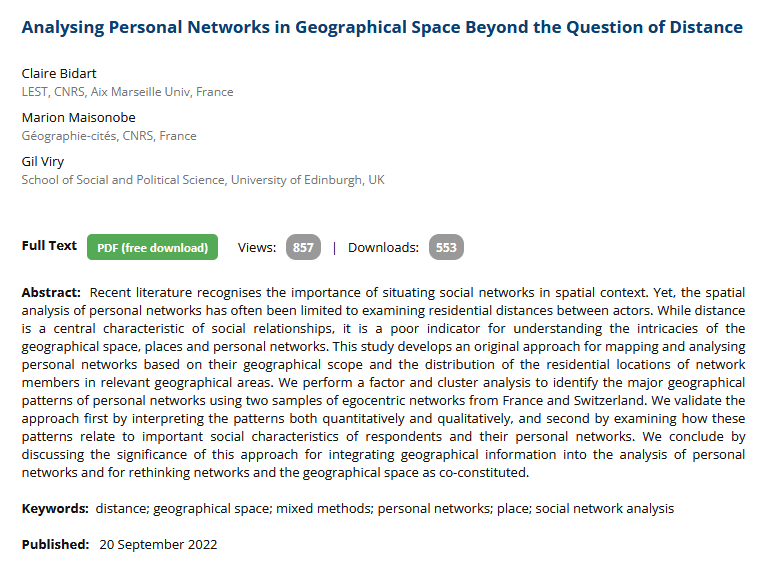 Analysing Personal Networks in Geographical Space Beyond the Question of Distance
Claire Bidart
LEST, CNRS, Aix Marseille Univ, France
Marion Maisonobe
Géographie-cités, CNRS, France
Gil Viry
School of Social and Political Science, University of Edinburgh, UK
Full Text PDF (free download) Views: 857 | Downloads: 553
Abstract: Recent literature recognises the importance of situating social networks in spatial context. Yet, the spatial
analysis of personal networks has often been limited to examining residential distances between actors. While distance
is a central characteristic of social relationships, it is a poor indicator for understanding the intricacies of the
geographical space, places and personal networks. This study develops an original approach for mapping and analysing
personal networks based on their geographical scope and the distribution of the residential locations of network
members in relevant geographical areas. We perform a factor and cluster analysis to identify the major geographical
patterns of personal networks using two samples of egocentric networks from France and Switzerland. We validate the
approach first by interpreting the patterns both quantitatively and qualitatively, and second by examining how these
patterns relate to important social characteristics of respondents and their personal networks. We conclude by
discussing the significance of this approach for integrating geographical information into the analysis of personal
networks and for rethinking networks and the geographical space as co-constituted.
Keywords: distance; geographical space; mixed methods; personal networks; place; social network analysis
Published: 20 September 2022